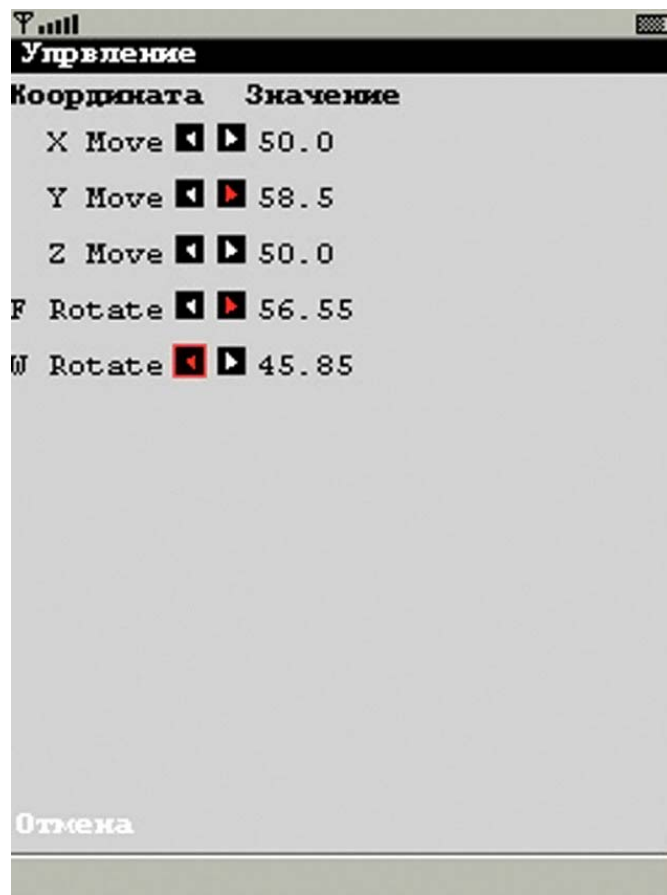 Упрвление
Координата Значение
X Move 50.0
Y Move 58.5
Z Move 50.0
F Rotate 56.55
W Rotate 45.85
Отмена